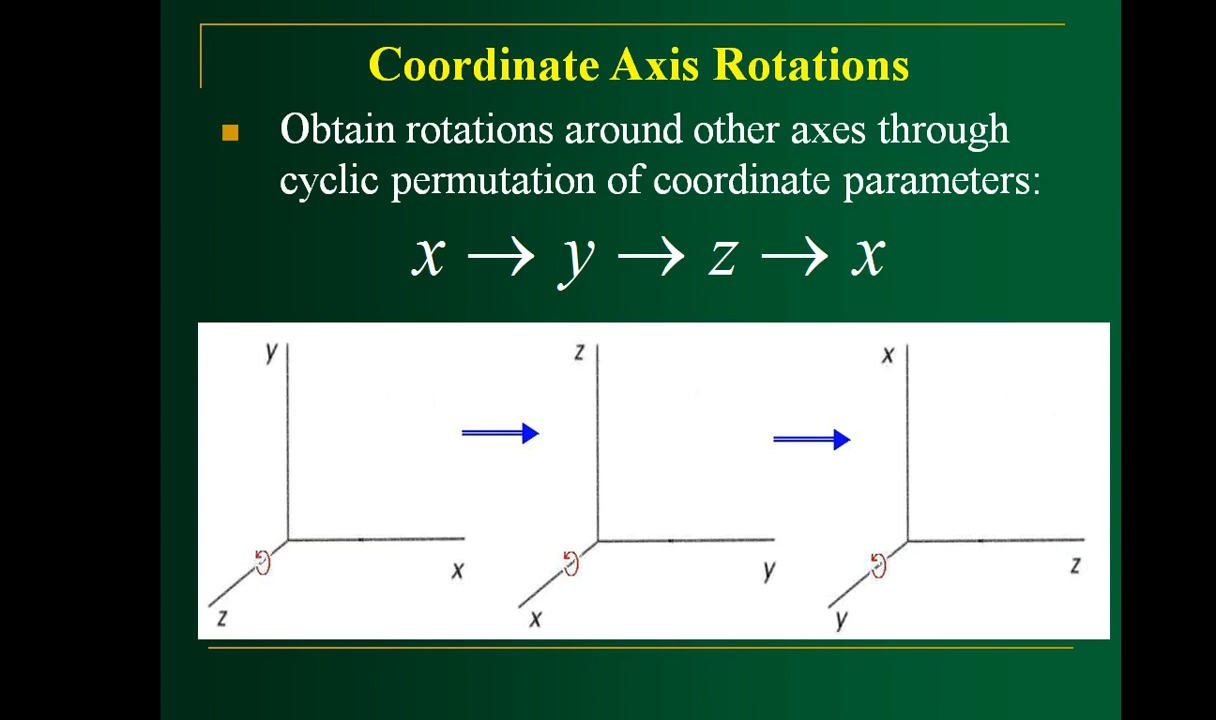 Coordinate Axis Rotations
Obtain rotations around other axes through
cyclic permutation of coordinate parameters:
x → y → z → x
y z x
x y z
z x y